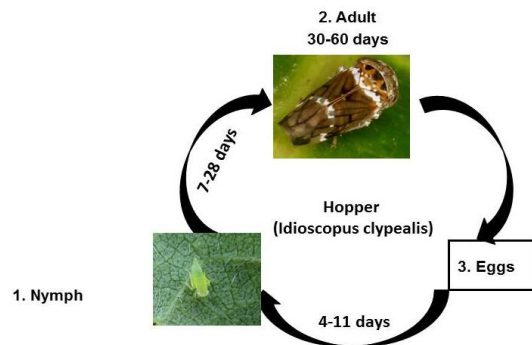 2. Adult
30-60 days
7-28 days
Hopper
(Idioscopus clypealis)
3. Eggs
1. Nymph
4-11 days